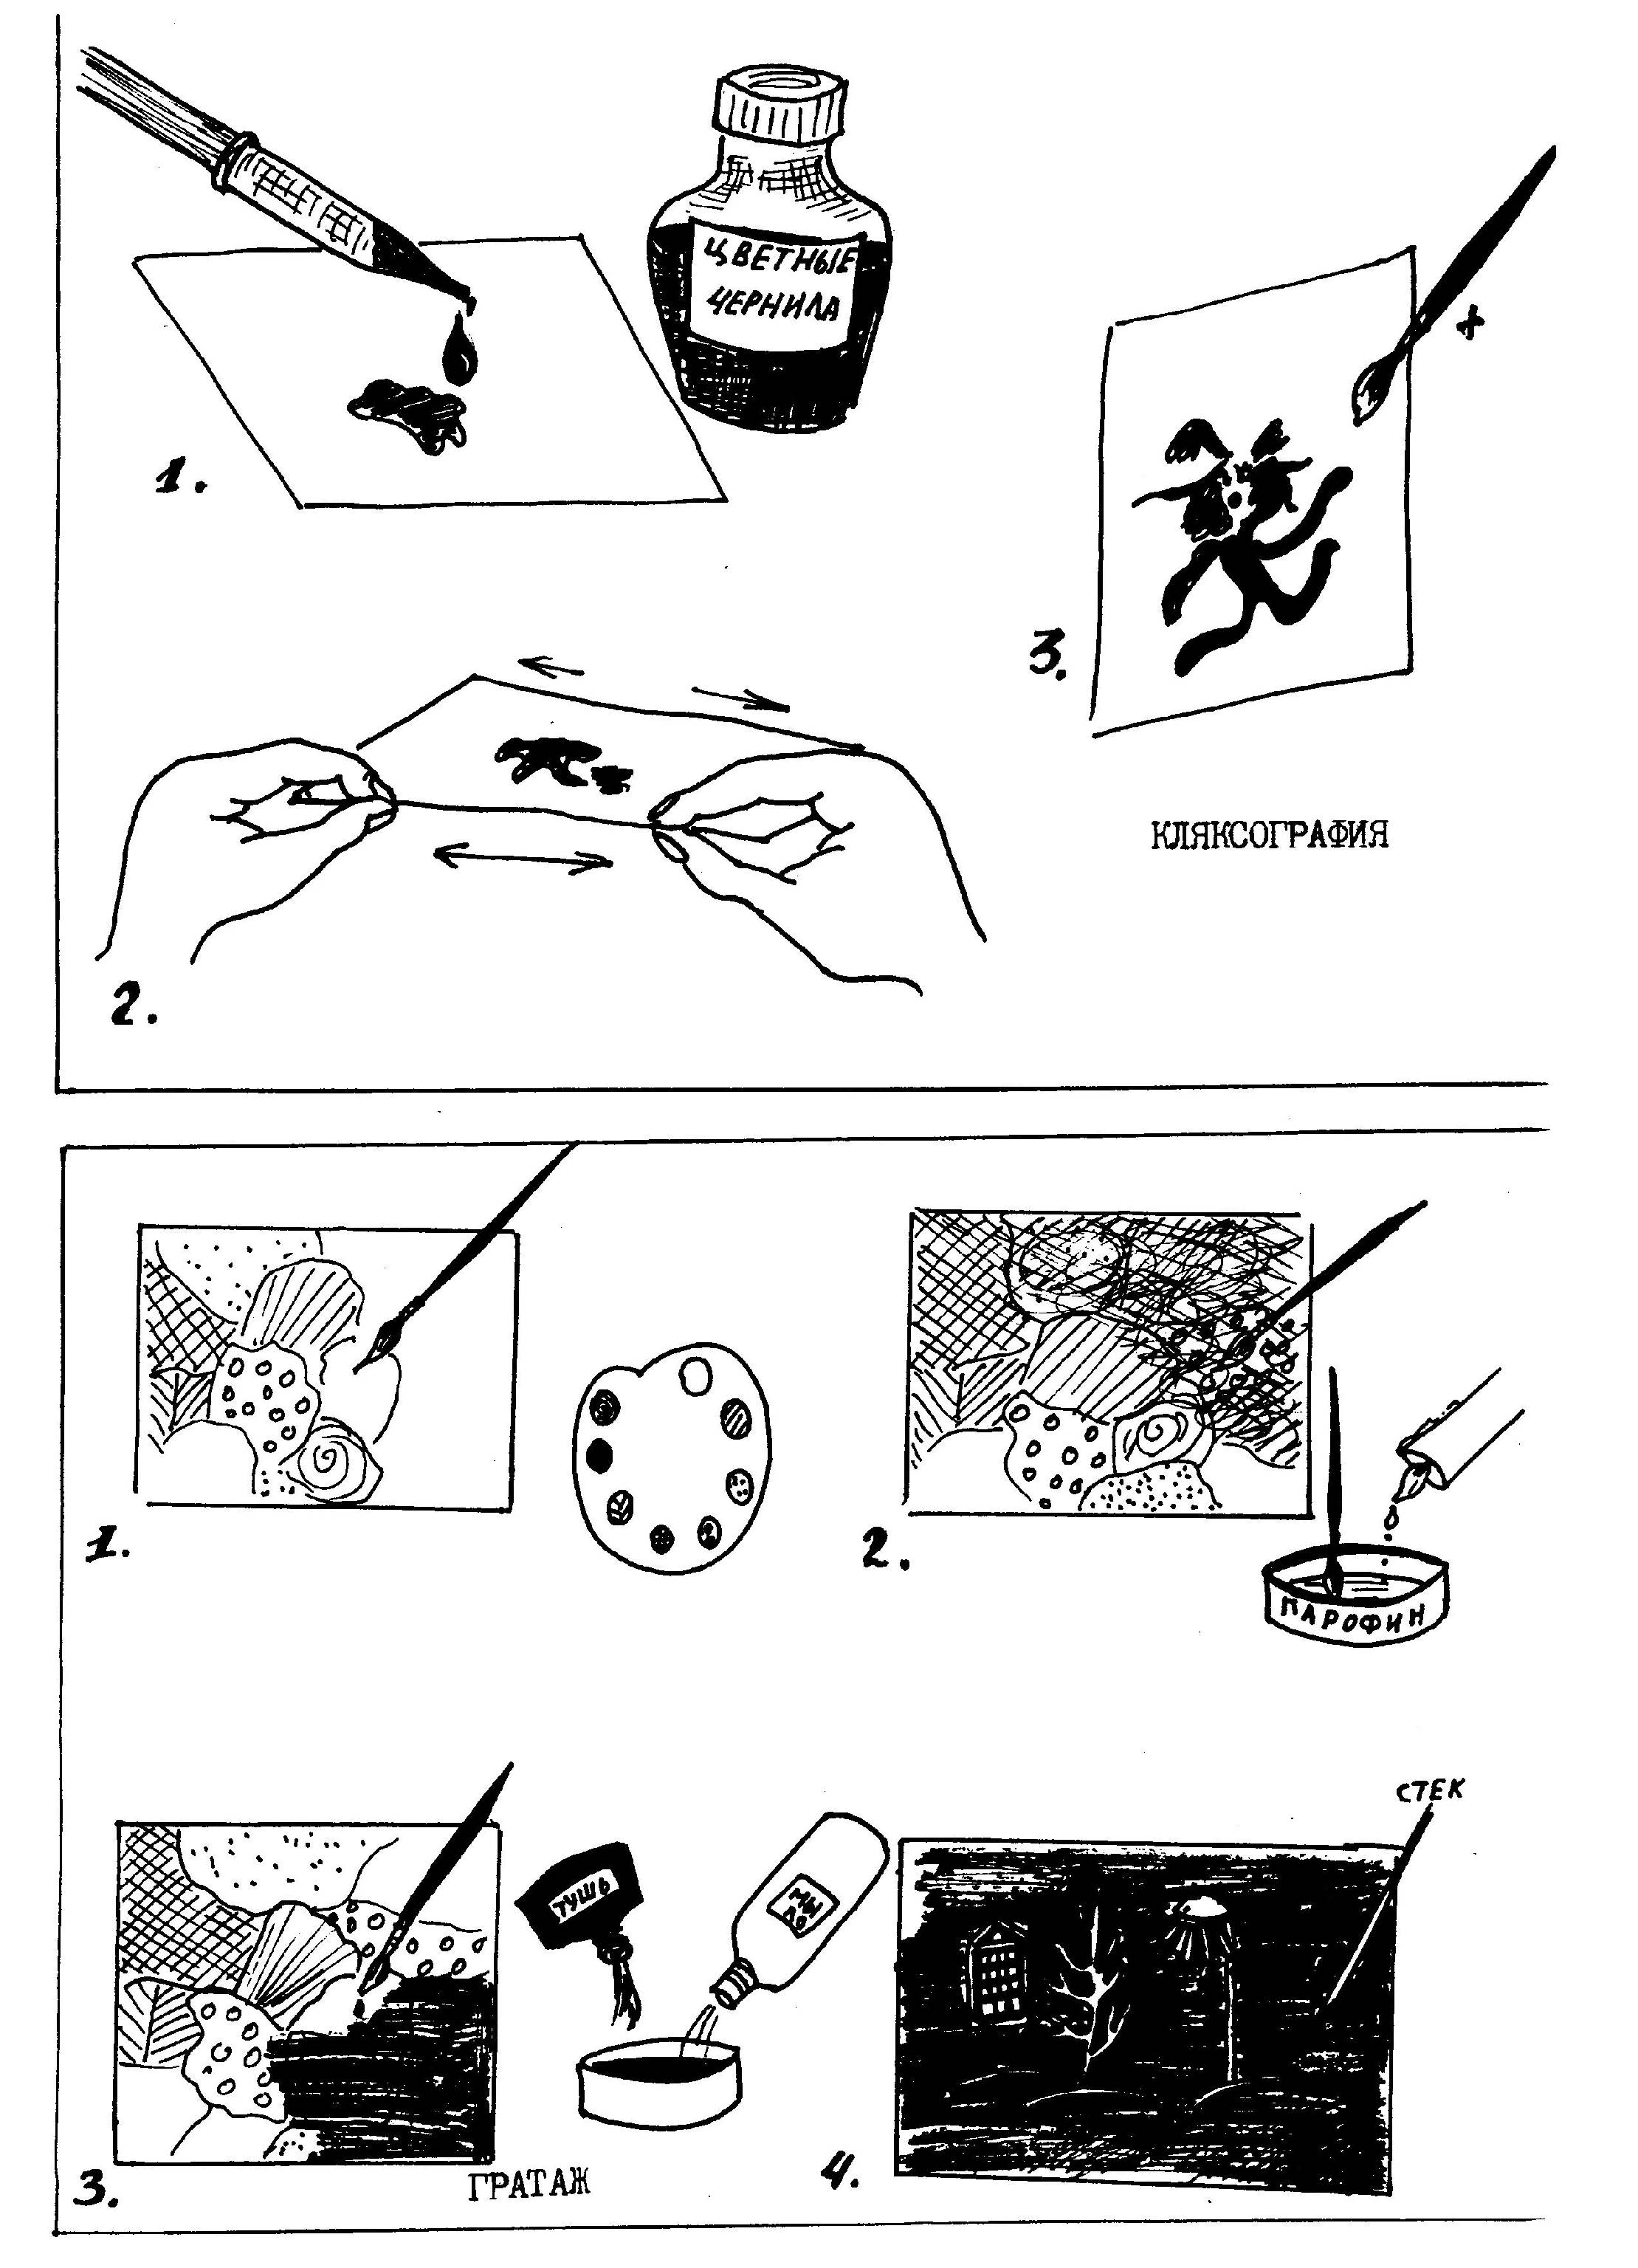 ЦВЕТНЫЕ
ЧЕРНИЛА
1.
+
3.
КЛЯКСОГРАФИЯ
2.
1.
2.
ПАРОФИН
СТЕК
ТУШЬ
МЫ
ЛО
3.
ГРАТАЖ
4.